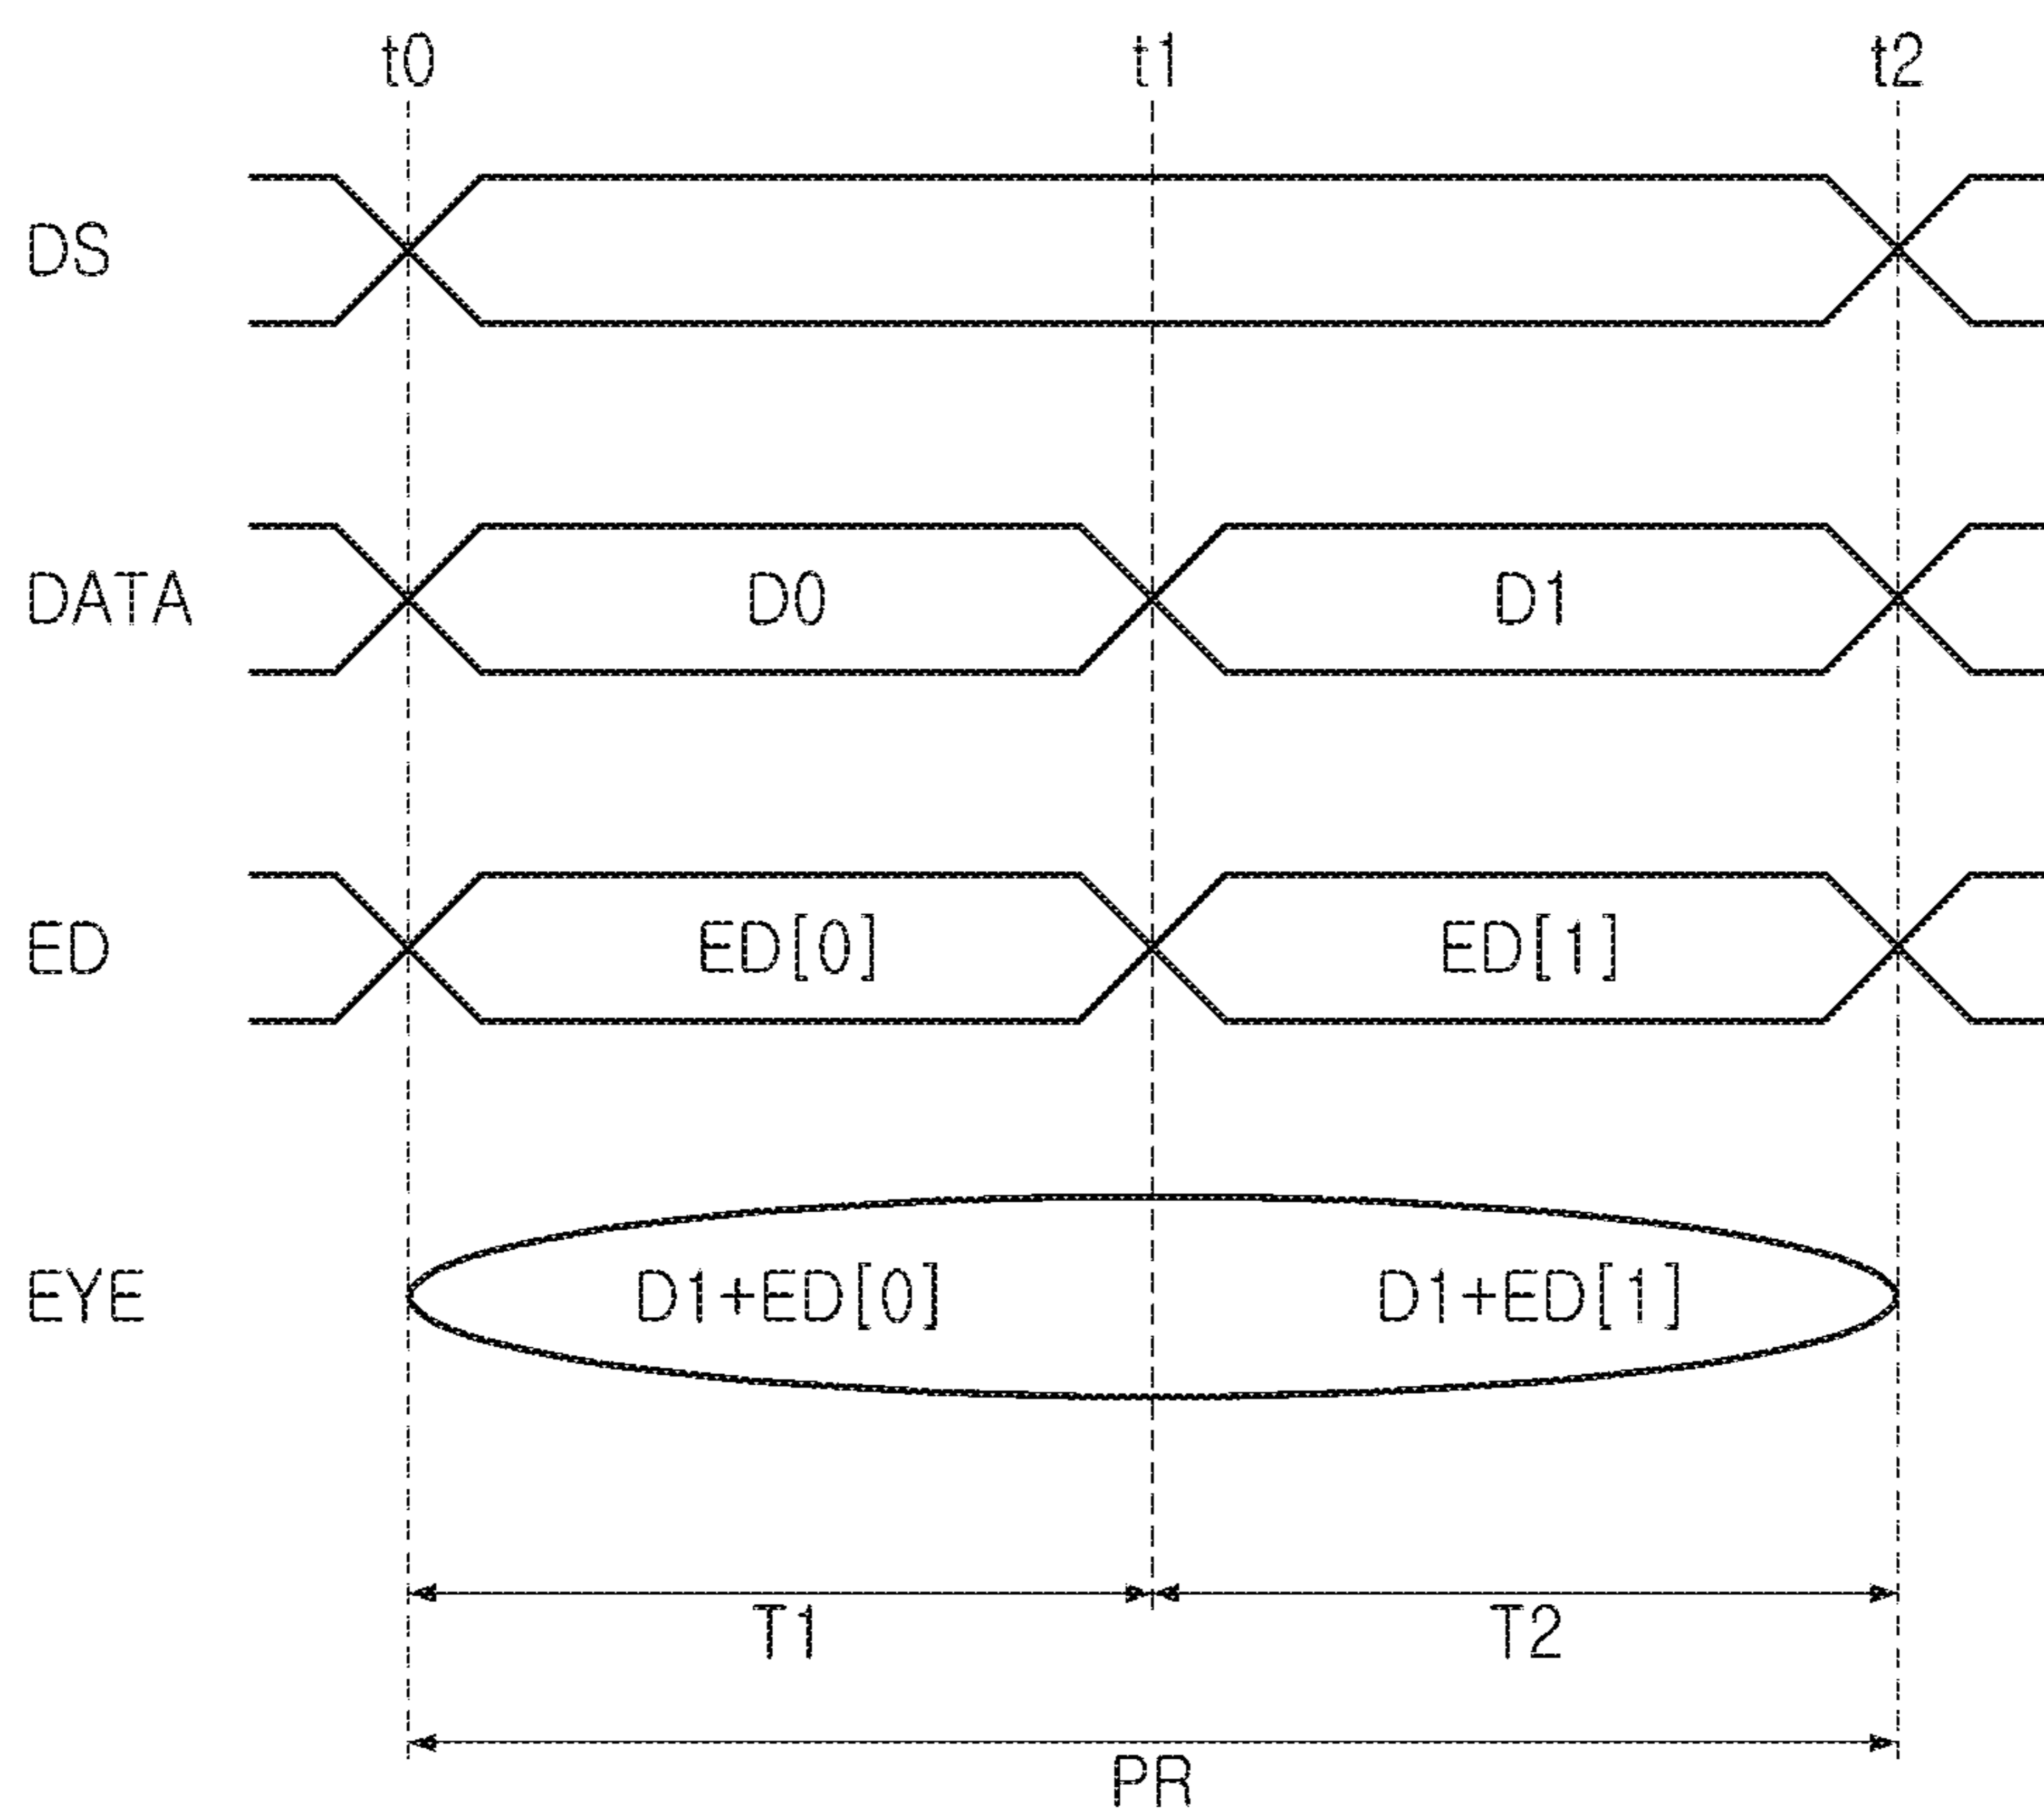 t0 t1 t2
DS
DATA D0 D1
ED ED[0] ED[1]
EYE D1+ED[0] D1+ED[1]
T1 T2
PR